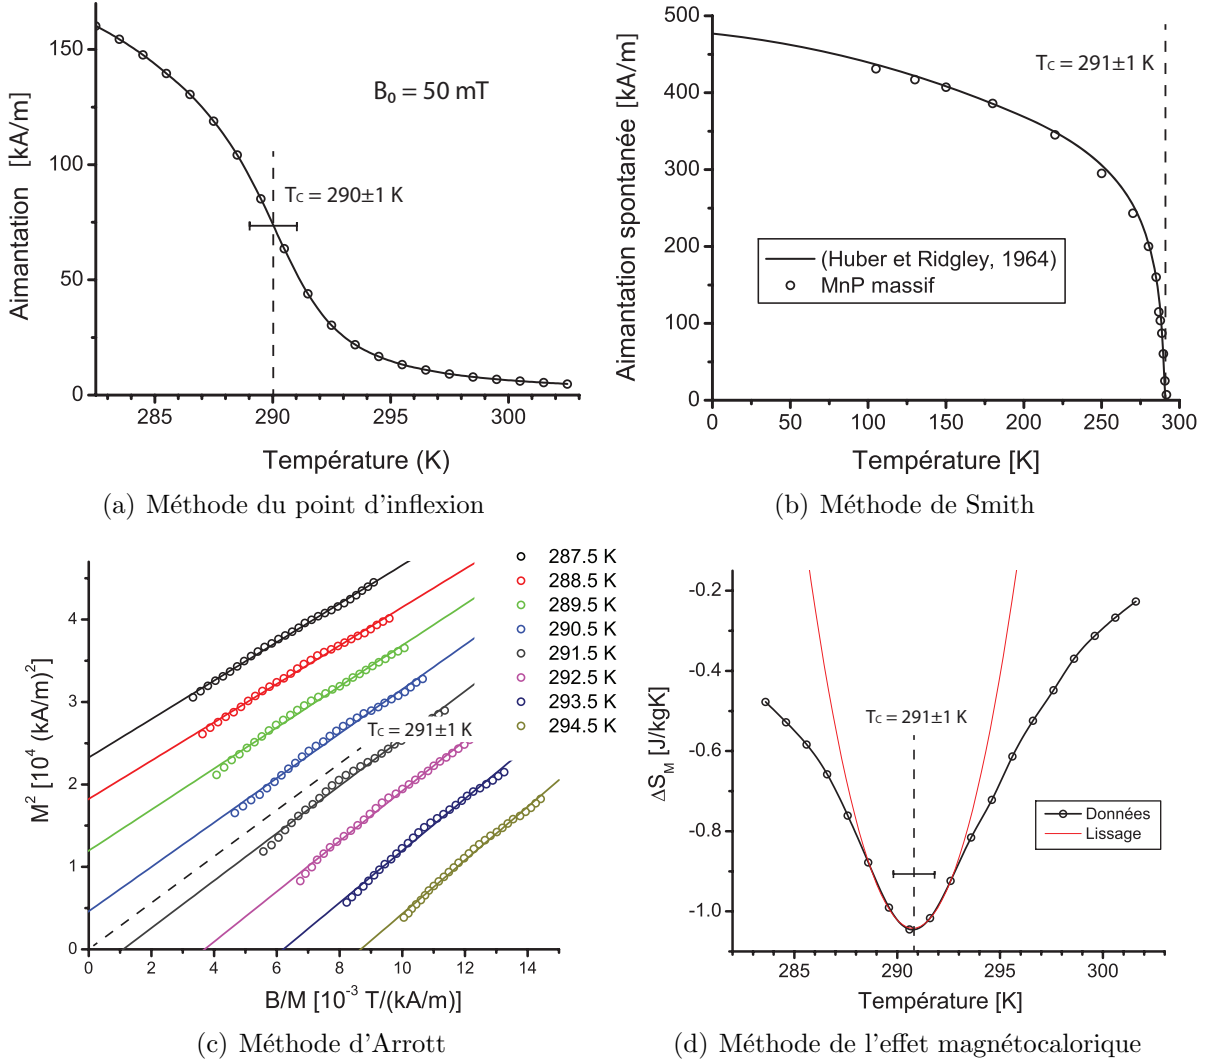 Aimantation [kA/m]
150
100
50
0
B₀ = 50 mT
T_C = 290±1 K
285
290
295
300
Température (K)
(a) Méthode du point d'inflexion
Aimantation spontanée [kA/m]
500
400
300
200
100
0
T_C = 291±1 K
(Huber et Ridgley, 1964)
MnP massif
0
50
100
150
200
250
300
Température [K]
(b) Méthode de Smith
M² [10⁴ (kA/m)²]
4
3
2
1
0
287.5 K
288.5 K
289.5 K
290.5 K
291.5 K
292.5 K
293.5 K
294.5 K
T_C = 291±1 K
0
2
4
6
8
10
12
14
B/M [10⁻³ T/(kA/m)]
(c) Méthode d'Arrott
ΔS_M [J/kgK]
-0.2
-0.4
-0.6
-0.8
-1.0
T_C = 291±1 K
Données
Lissage
285
290
295
300
Température [K]
(d) Méthode de l'effet magnétocalorique